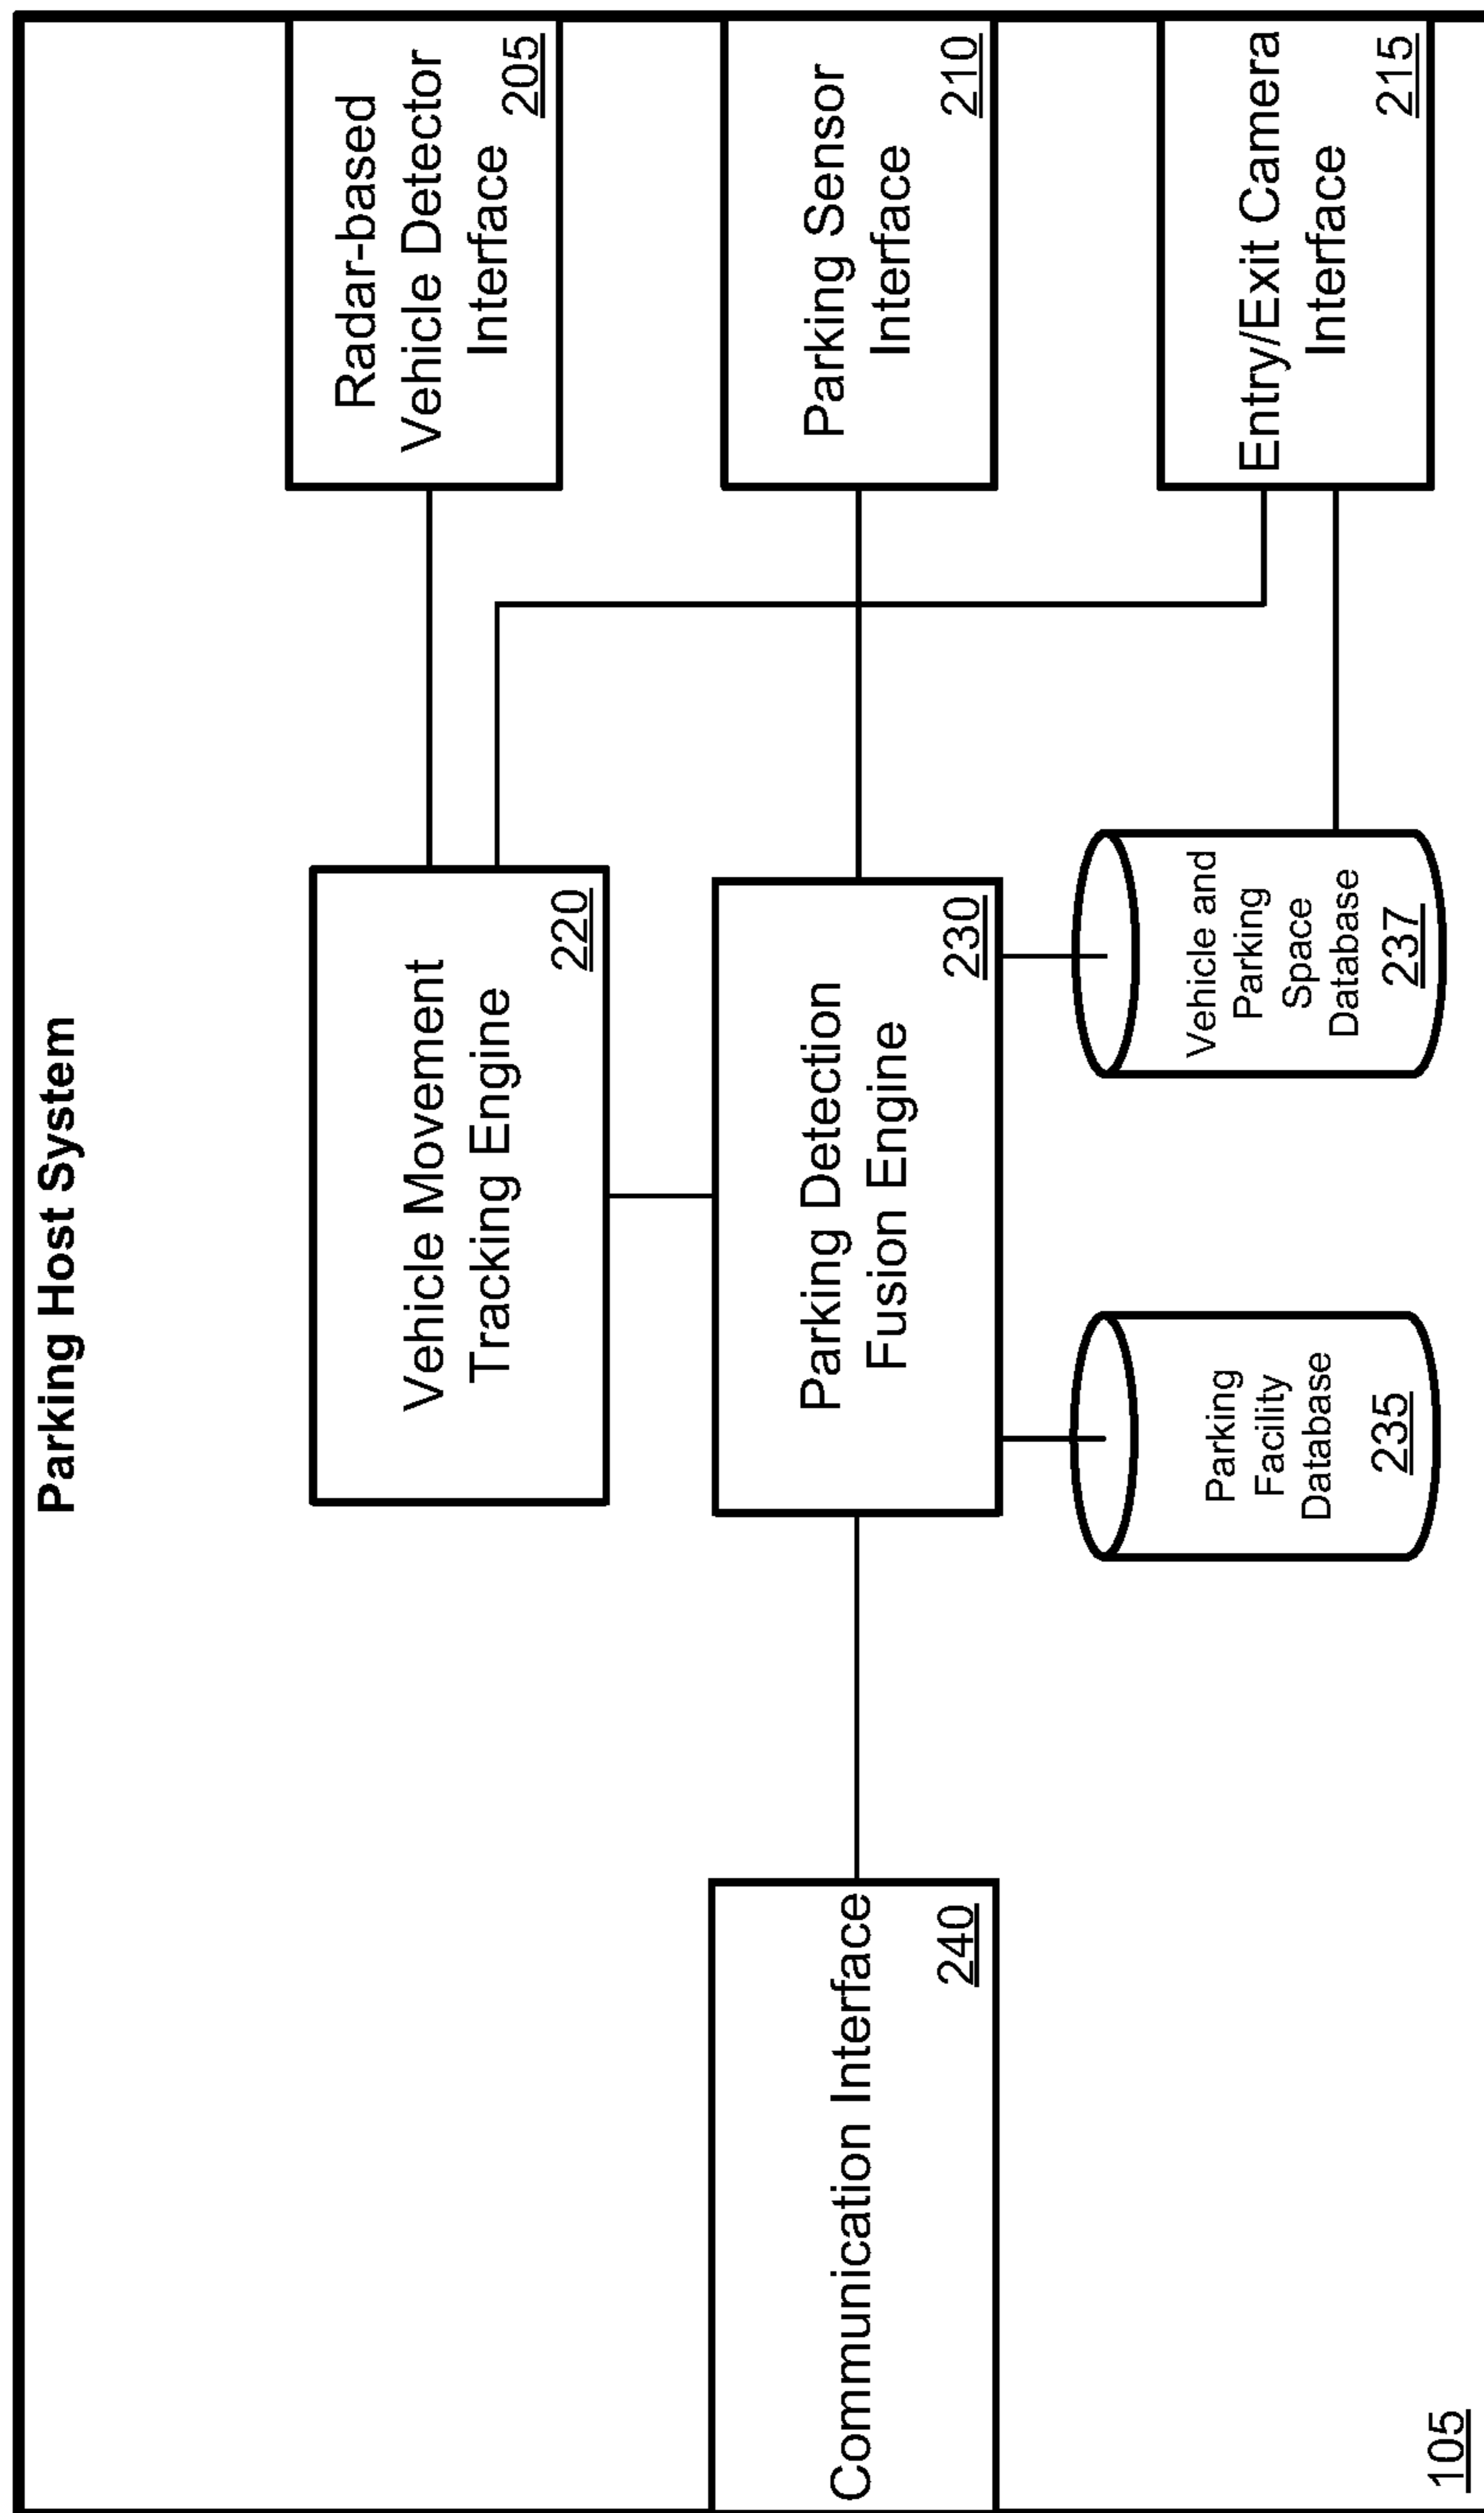 Parking Host System
Radar-based
Vehicle Detector
Interface
205
Vehicle Movement
Tracking Engine
220
Communication Interface
240
Parking Detection
Fusion Engine
230
Parking Sensor
Interface
210
Parking
Facility
Database
235
Vehicle and
Parking
Space
Database
237
Entry/Exit Camera
Interface
215
105